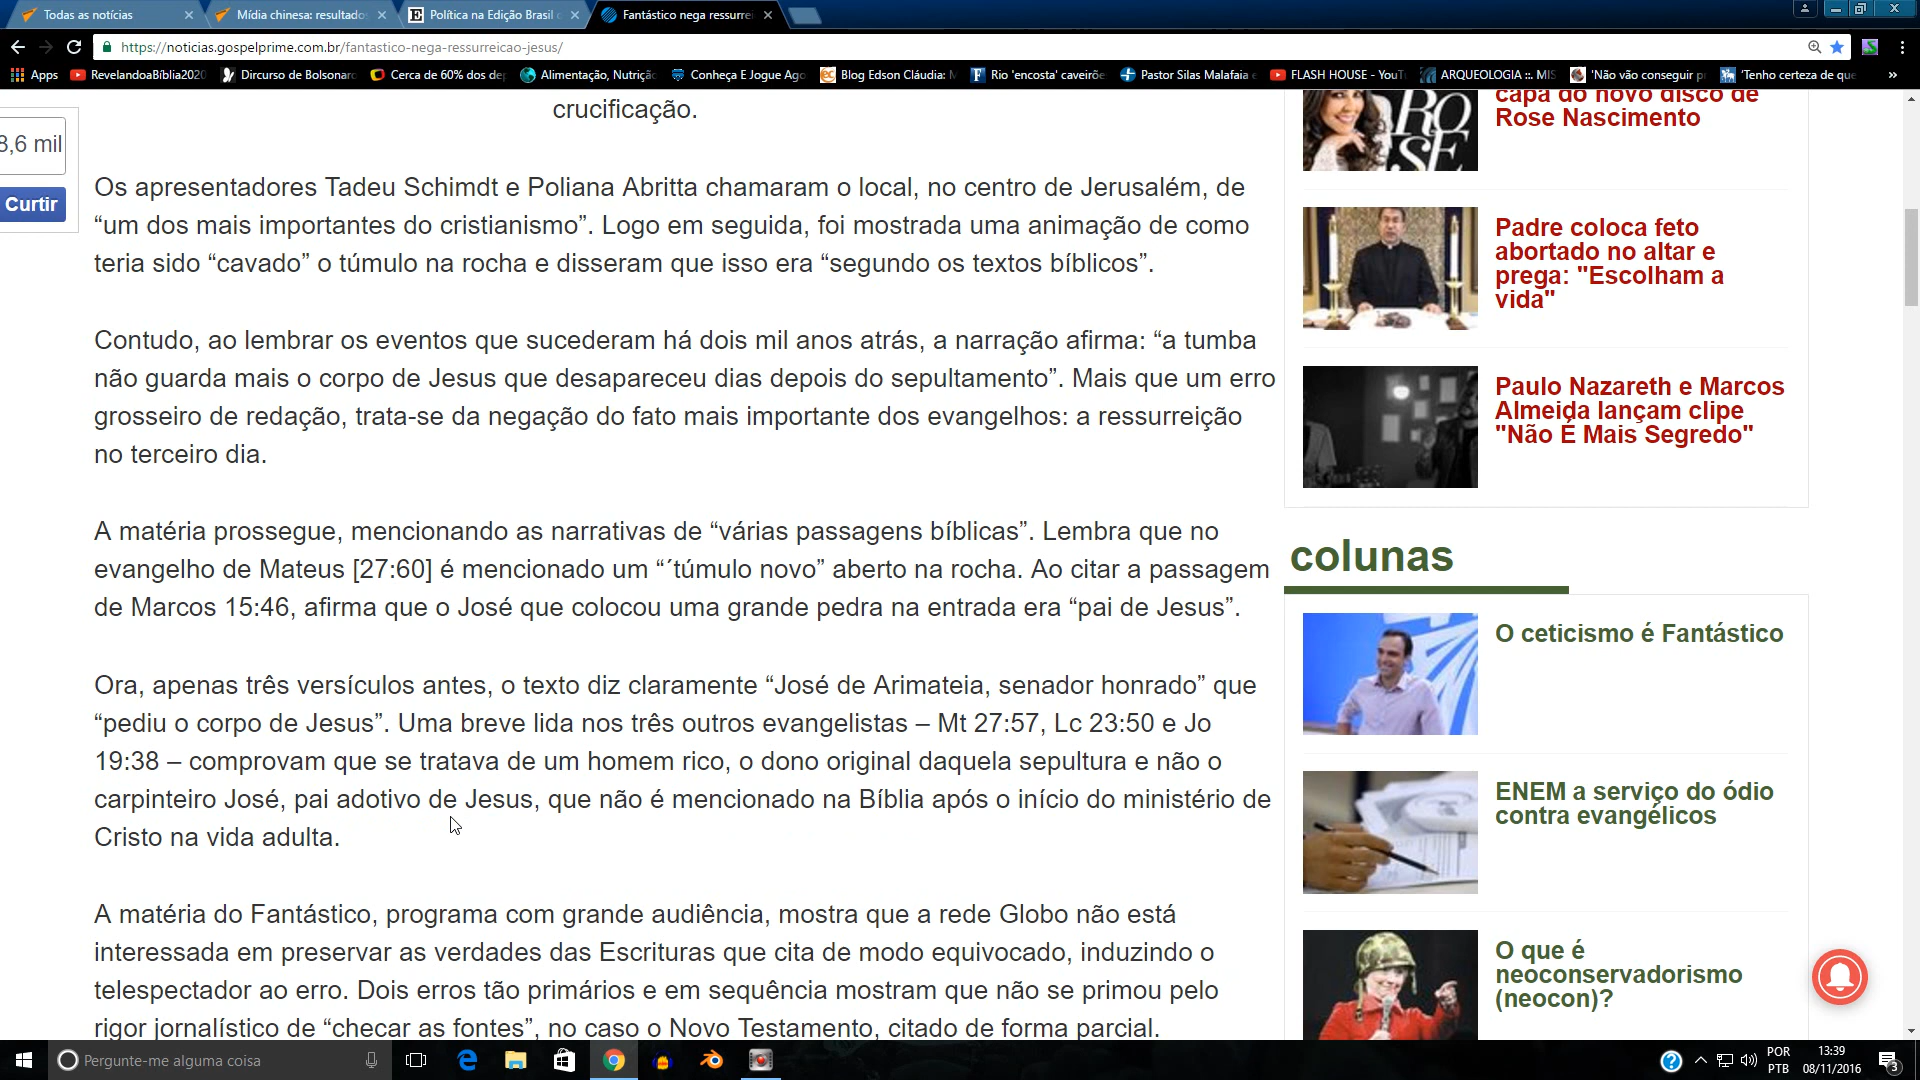 Todas as notícias
Mídia chinesa: resultados
Política na Edição Brasil
Fantástico nega ressurre
https://noticias.gospelprime.com.br/fantastico-nega-ressurreicao-jesus/
Apps
RevelandoaBíblia2020
Dircurso de Bolsonaro
Cerca de 60% dos de
Alimentação, Nutriçã
Conheça E Jogue Ago
Blog Edson Cláudia:
Rio 'encosta' caveirõe
Pastor Silas Malafaia
FLASH HOUSE - YouT
ARQUEOLOGIA ::. MIS
'Não vão conseguir p
'Tenho certeza de que
»
8,6 mil
Curtir
crucificação.
Os apresentadores Tadeu Schimdt e Poliana Abritta chamaram o local, no centro de Jerusalém, de
“um dos mais importantes do cristianismo”. Logo em seguida, foi mostrada uma animação de como
teria sido “cavado” o túmulo na rocha e disseram que isso era “segundo os textos bíblicos”.
Contudo, ao lembrar os eventos que sucederam há dois mil anos atrás, a narração afirma: “a tumba
não guarda mais o corpo de Jesus que desapareceu dias depois do sepultamento”. Mais que um erro
grosseiro de redação, trata-se da negação do fato mais importante dos evangelhos: a ressurreição
no terceiro dia.
A matéria prossegue, mencionando as narrativas de “várias passagens bíblicas”. Lembra que no
evangelho de Mateus [27:60] é mencionado um “´túmulo novo” aberto na rocha. Ao citar a passagem
de Marcos 15:46, afirma que o José que colocou uma grande pedra na entrada era “pai de Jesus”.
Ora, apenas três versículos antes, o texto diz claramente “José de Arimateia, senador honrado” que
“pediu o corpo de Jesus”. Uma breve lida nos três outros evangelistas – Mt 27:57, Lc 23:50 e Jo
19:38 – comprovam que se tratava de um homem rico, o dono original daquela sepultura e não o
carpinteiro José, pai adotivo de Jesus, que não é mencionado na Bíblia após o início do ministério de
Cristo na vida adulta.
A matéria do Fantástico, programa com grande audiência, mostra que a rede Globo não está
interessada em preservar as verdades das Escrituras que cita de modo equivocado, induzindo o
telespectador ao erro. Dois erros tão primários e em sequência mostram que não se primou pelo
rigor jornalístico de “checar as fontes”, no caso o Novo Testamento, citado de forma parcial.
ROSE
capa do novo disco de
Rose Nascimento
Padre coloca feto
abortado no altar e
prega: "Escolham a
vida"
Paulo Nazareth e Marcos
Almeida lançam clipe
"Não É Mais Segredo"
colunas
O ceticismo é Fantástico
ENEM a serviço do ódio
contra evangélicos
O que é
neoconservadorismo
(neocon)?
Pergunte-me alguma coisa
POR
PTB
13:39
08/11/2016
3